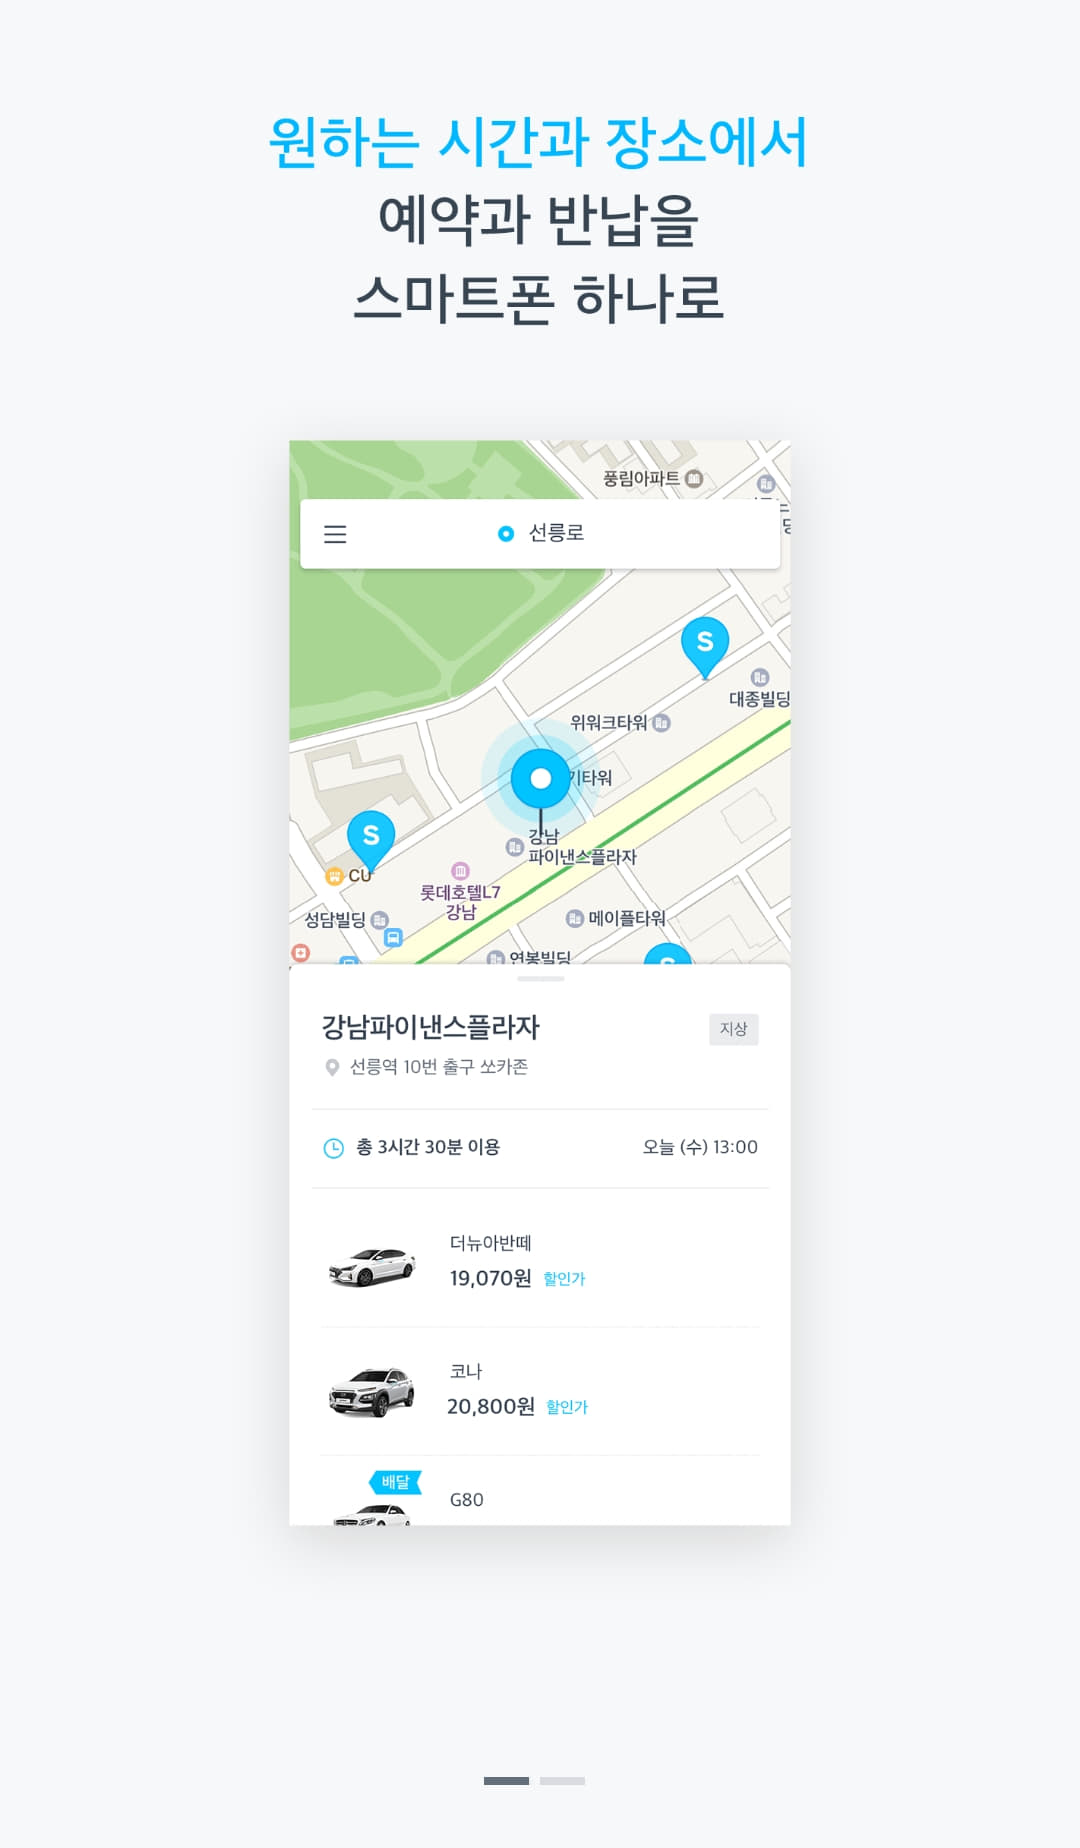 원하는 시간과 장소에서
예약과 반납을
스마트폰 하나로
풍림아파트
선릉로
S
대종빌딩
위워크타워
기타워
S
강남
파이낸스플라자
CU
롯데호텔L7
강남
성담빌딩
메이플타워
연봉빌딩
S
강남파이낸스플라자
지상
선릉역 10번 출구 쏘카존
총 3시간 30분 이용
오늘 (수) 13:00
더뉴아반떼
19,070원 할인가
코나
20,800원 할인가
배달
G80